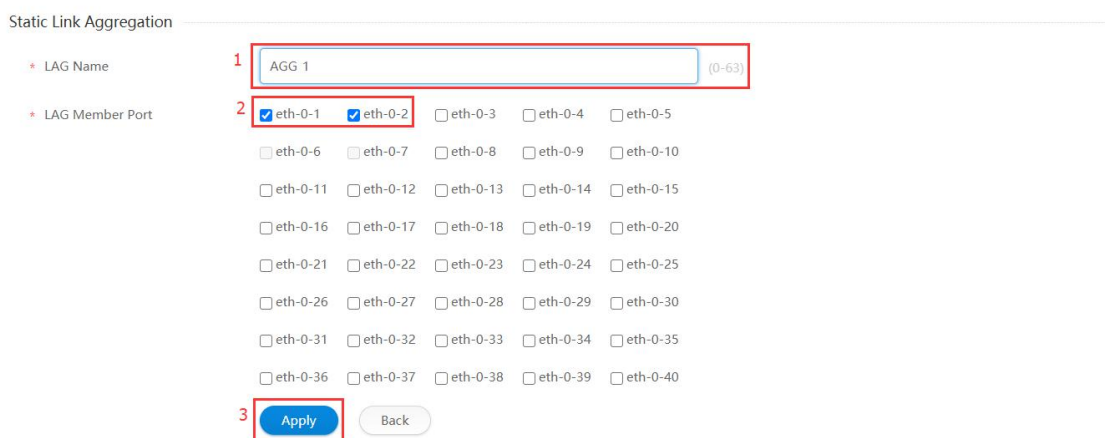 Static Link Aggregation
* LAG Name 1 AGG 1 (0-63)
* LAG Member Port 2 eth-0-1 eth-0-2 eth-0-3 eth-0-4 eth-0-5
eth-0-6 eth-0-7 eth-0-8 eth-0-9 eth-0-10
eth-0-11 eth-0-12 eth-0-13 eth-0-14 eth-0-15
eth-0-16 eth-0-17 eth-0-18 eth-0-19 eth-0-20
eth-0-21 eth-0-22 eth-0-23 eth-0-24 eth-0-25
eth-0-26 eth-0-27 eth-0-28 eth-0-29 eth-0-30
eth-0-31 eth-0-32 eth-0-33 eth-0-34 eth-0-35
eth-0-36 eth-0-37 eth-0-38 eth-0-39 eth-0-40
3 Apply Back